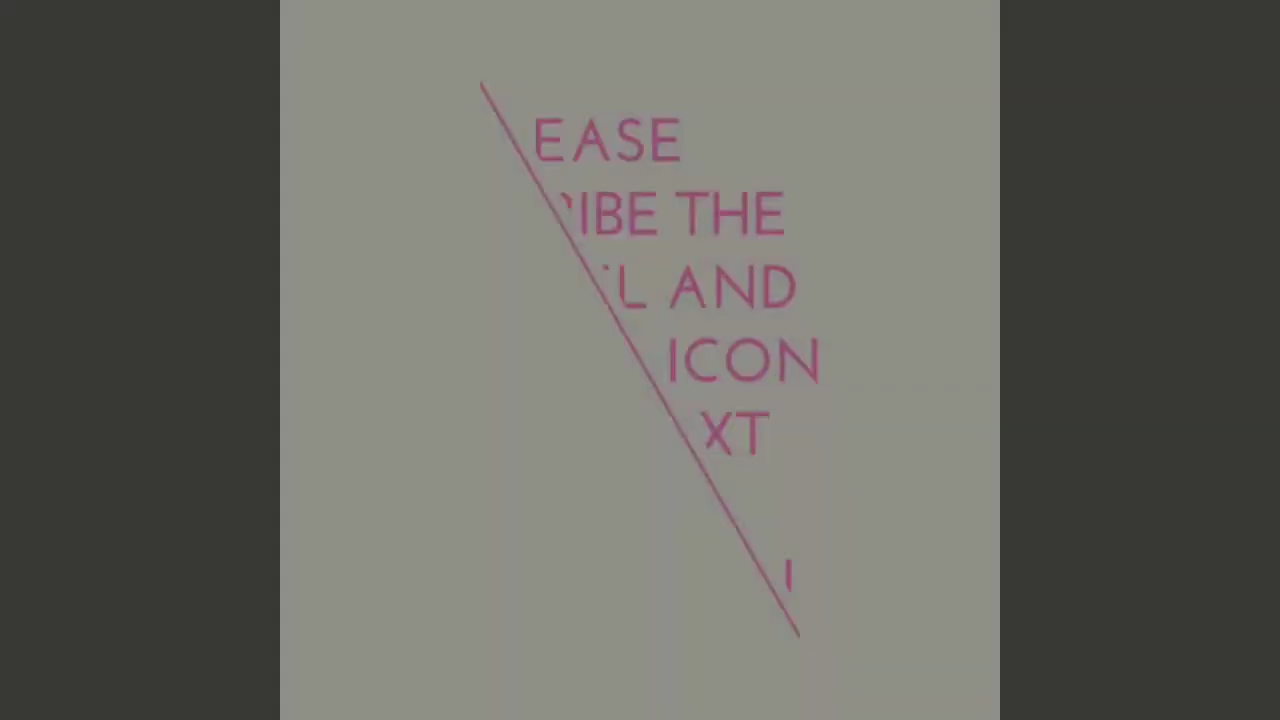 EASE
IBE THE
L AND
ICON
XT